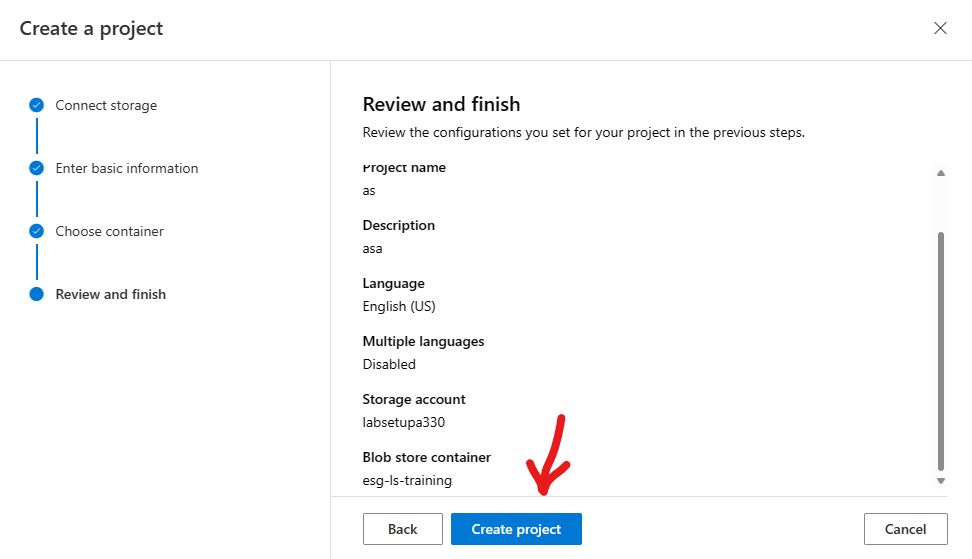 Create a project
Connect storage
Enter basic information
Choose container
Review and finish
Review and finish
Review the configurations you set for your project in the previous steps.
Project name
as
Description
asa
Language
English (US)
Multiple languages
Disabled
Storage account
labsetupa330
Blob store container
esg-ls-training
Back
Create project
Cancel